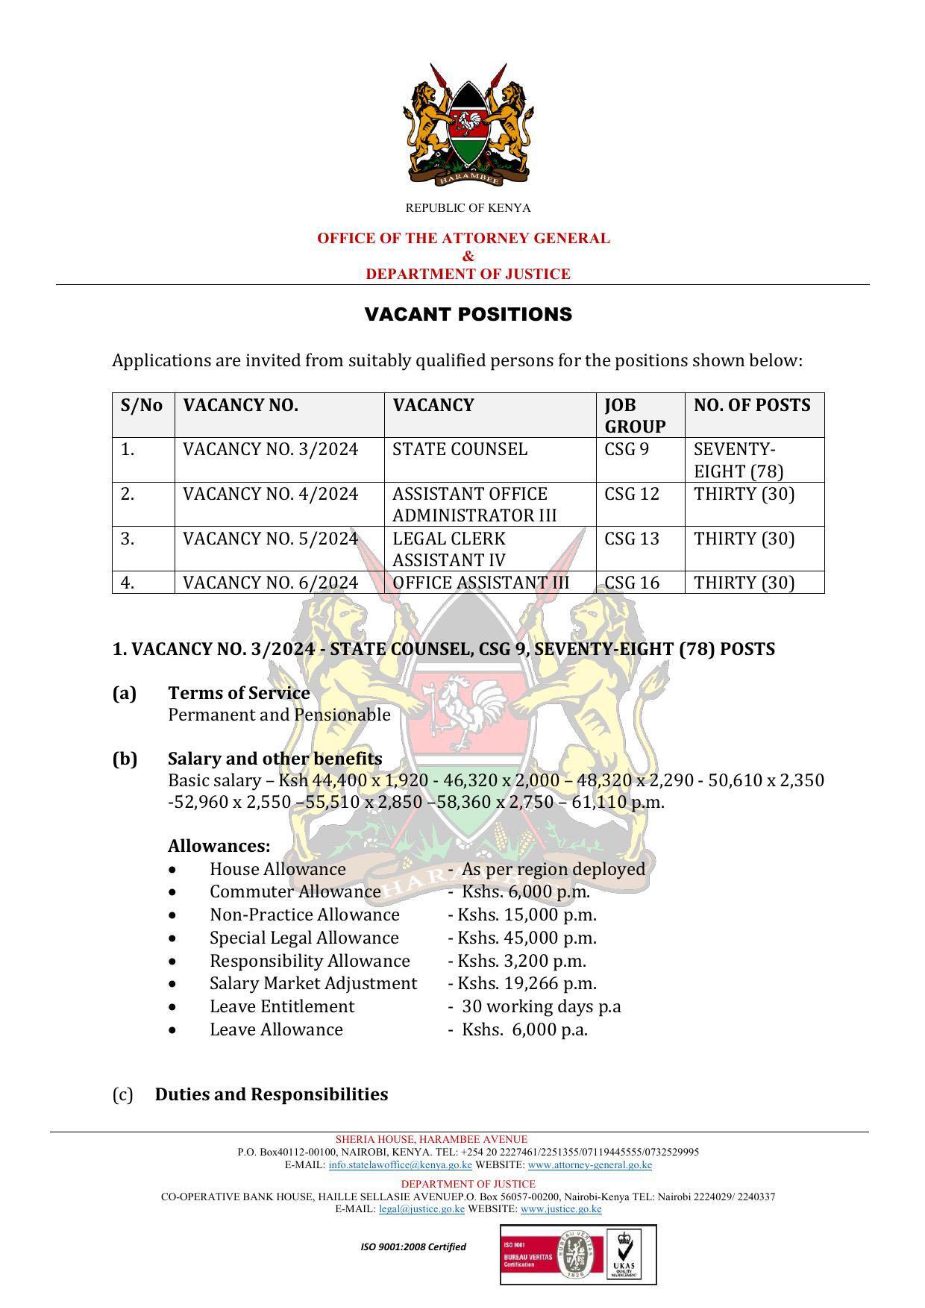 HARAMBEE
REPUBLIC OF KENYA
OFFICE OF THE ATTORNEY GENERAL
&
DEPARTMENT OF JUSTICE
VACANT POSITIONS
Applications are invited from suitably qualified persons for the positions shown below:
S/No VACANCY NO. VACANCY JOB GROUP NO. OF POSTS
1. VACANCY NO. 3/2024 STATE COUNSEL CSG 9 SEVENTY-EIGHT (78)
2. VACANCY NO. 4/2024 ASSISTANT OFFICE ADMINISTRATOR III CSG 12 THIRTY (30)
3. VACANCY NO. 5/2024 LEGAL CLERK ASSISTANT IV CSG 13 THIRTY (30)
4. VACANCY NO. 6/2024 OFFICE ASSISTANT III CSG 16 THIRTY (30)
1. VACANCY NO. 3/2024 - STATE COUNSEL, CSG 9, SEVENTY-EIGHT (78) POSTS
(a) Terms of Service
Permanent and Pensionable
(b) Salary and other benefits
Basic salary – Ksh 44,400 x 1,920 - 46,320 x 2,000 – 48,320 x 2,290 - 50,610 x 2,350
-52,960 x 2,550 –55,510 x 2,850 –58,360 x 2,750 – 61,110 p.m.
Allowances:
• House Allowance - As per region deployed
• Commuter Allowance - Kshs. 6,000 p.m.
• Non-Practice Allowance - Kshs. 15,000 p.m.
• Special Legal Allowance - Kshs. 45,000 p.m.
• Responsibility Allowance - Kshs. 3,200 p.m.
• Salary Market Adjustment - Kshs. 19,266 p.m.
• Leave Entitlement - 30 working days p.a
• Leave Allowance - Kshs. 6,000 p.a.
(c) Duties and Responsibilities
SHERIA HOUSE, HARAMBEE AVENUE
P.O. Box40112-00100, NAIROBI, KENYA. TEL: +254 20 2227461/2251355/07119445555/0732529995
E-MAIL: info.statelawoffice@kenya.go.ke WEBSITE: www.attorney-general.go.ke
DEPARTMENT OF JUSTICE
CO-OPERATIVE BANK HOUSE, HAILLE SELLASIE AVENUEP.O. Box 56057-00200, Nairobi-Kenya TEL: Nairobi 2224029/ 2240337
E-MAIL: legal@justice.go.ke WEBSITE: www.justice.go.ke
ISO 9001:2008 Certified
ISO 9001
BUREAU VERITAS
Certification
BUREAU VERITAS
1828
UKAS
QUALITY
MANAGEMENT